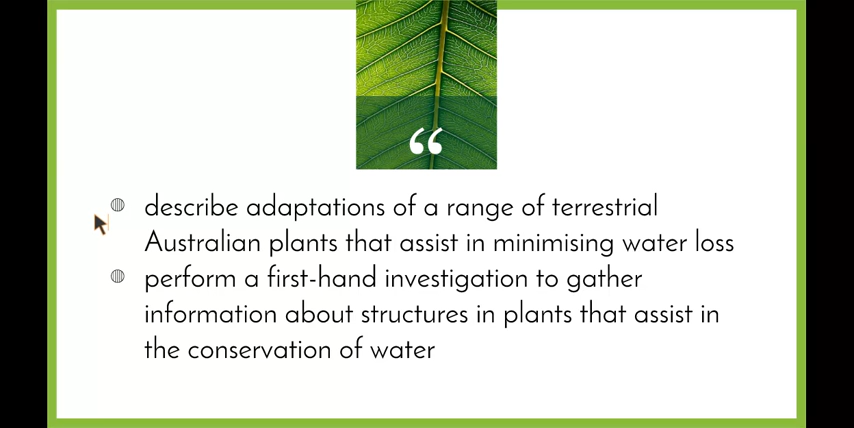 “
describe adaptations of a range of terrestrial
Australian plants that assist in minimising water loss
perform a first-hand investigation to gather
information about structures in plants that assist in
the conservation of water